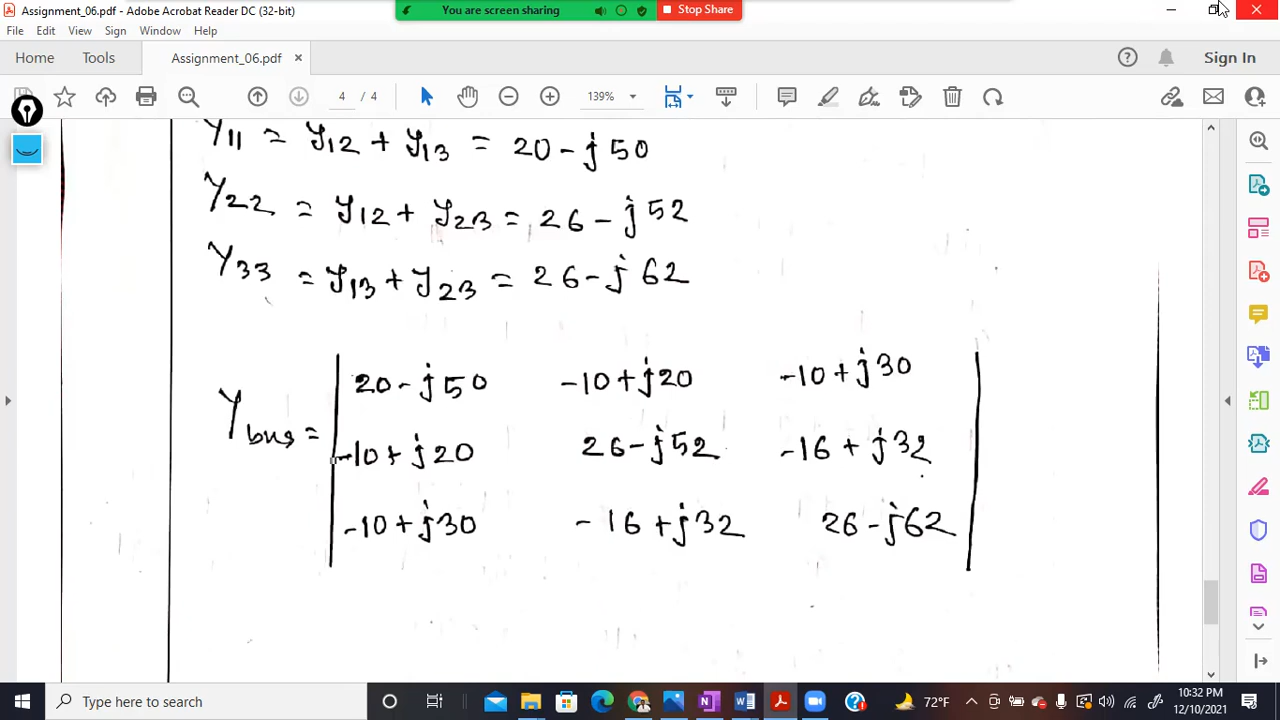 Assignment_06.pdf - Adobe Acrobat Reader DC (32-bit)
You are screen sharing
Stop Share
File Edit View Sign Window Help
Home Tools Assignment_06.pdf × Sign In
4 / 4 139%
Y11 = y12 + y13 = 20 - j50
Y22 = y12 + y23 = 26 - j52
Y33 = y13 + y23 = 26 - j62
20 - j50 -10 + j20 -10 + j30
Ybus =
-10 + j20 26 - j52 -16 + j32
-10 + j30 -16 + j32 26 - j62
Type here to search
72°F
10:32 PM
12/10/2021